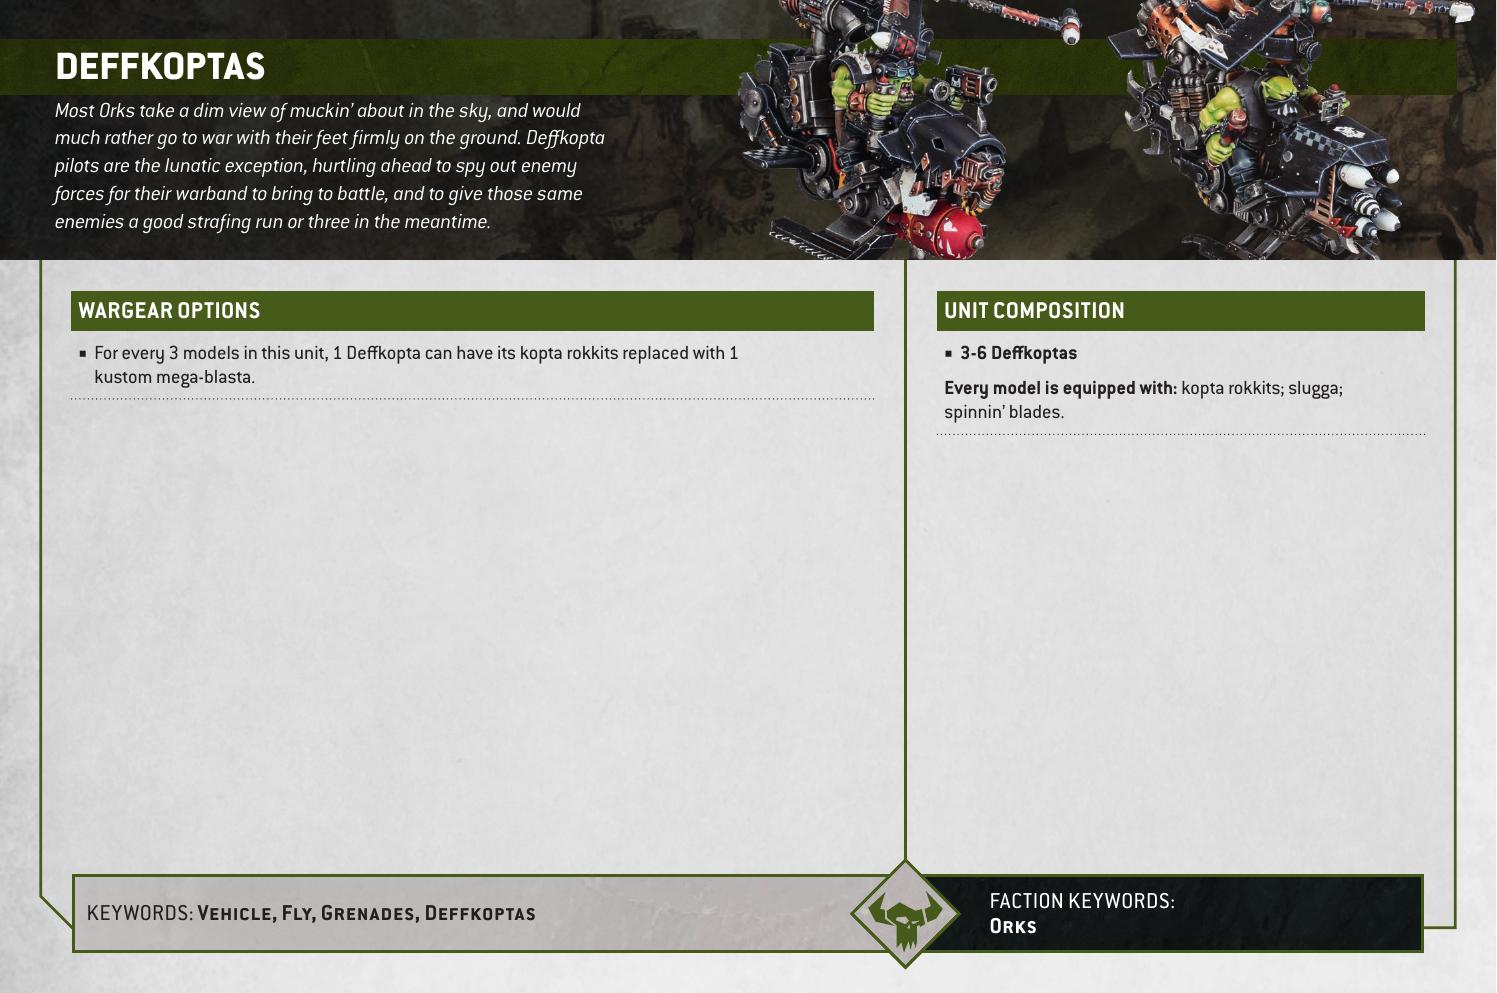 DEFFKOPTAS
Most Orks take a dim view of muckin’ about in the sky, and would
much rather go to war with their feet firmly on the ground. Deffkopta
pilots are the lunatic exception, hurtling ahead to spy out enemy
forces for their warband to bring to battle, and to give those same
enemies a good strafing run or three in the meantime.
WARGEAR OPTIONS
▪ For every 3 models in this unit, 1 Deffkopta can have its kopta rokkits replaced with 1
kustom mega-blasta.
UNIT COMPOSITION
▪ 3-6 Deffkoptas
Every model is equipped with: kopta rokkits; slugga;
spinnin’ blades.
KEYWORDS: Vehicle, Fly, Grenades, Deffkoptas
FACTION KEYWORDS:
Orks